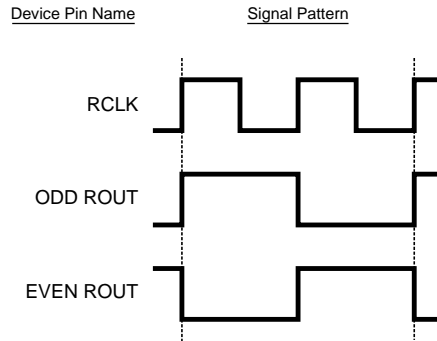 Device Pin Name Signal Pattern
RCLK
ODD ROUT
EVEN ROUT